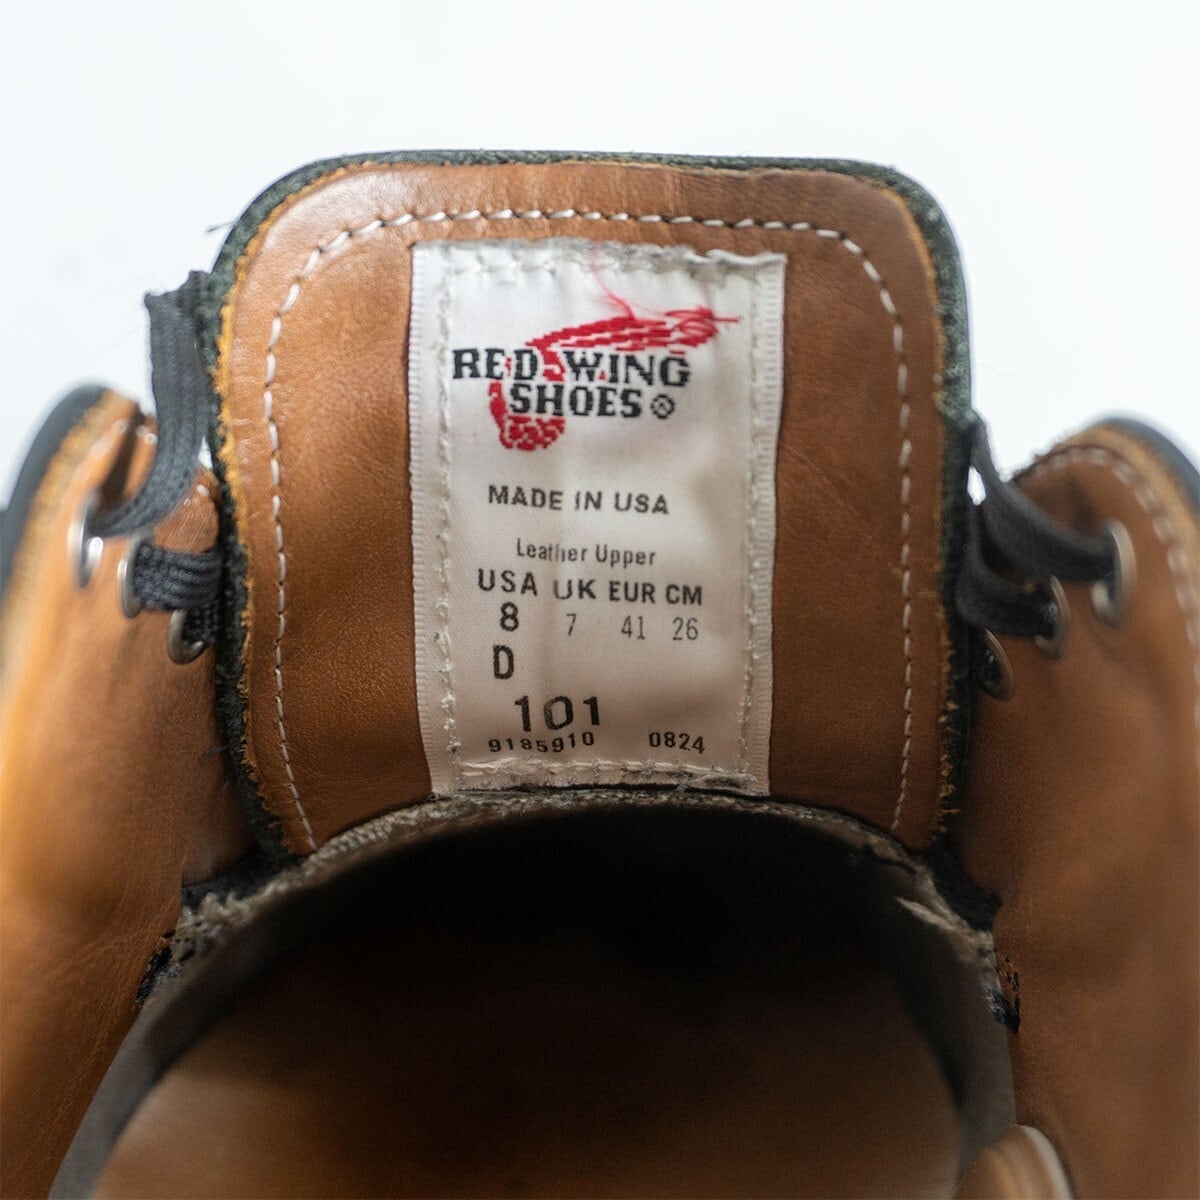 RED WING
SHOES ®
MADE IN USA
Leather Upper
USA UK EUR CM
8 7 41 26
D
101
9185910 0824